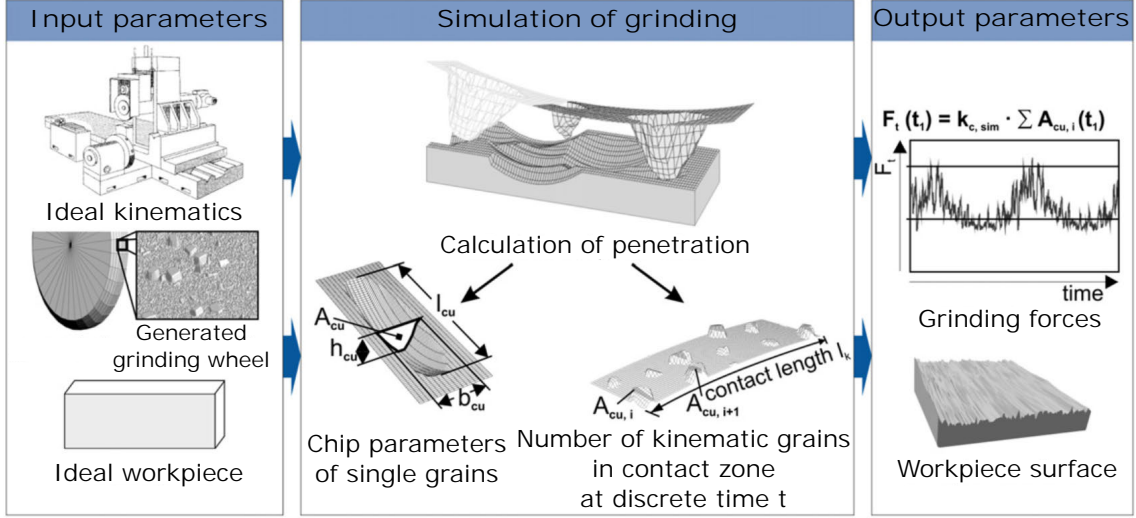 Input parameters
Ideal kinematics
Generated
grinding wheel
Ideal workpiece
Simulation of grinding
Calculation of penetration
l_cu
A_cu
h_cu
b_cu
Chip parameters
of single grains
contact length l_k
A_cu, i
A_cu, i+1
Number of kinematic grains
in contact zone
at discrete time t
Output parameters
F_t (t_1) = k_c, sim · ∑ A_cu, i (t_1)
F_t
time
Grinding forces
Workpiece surface